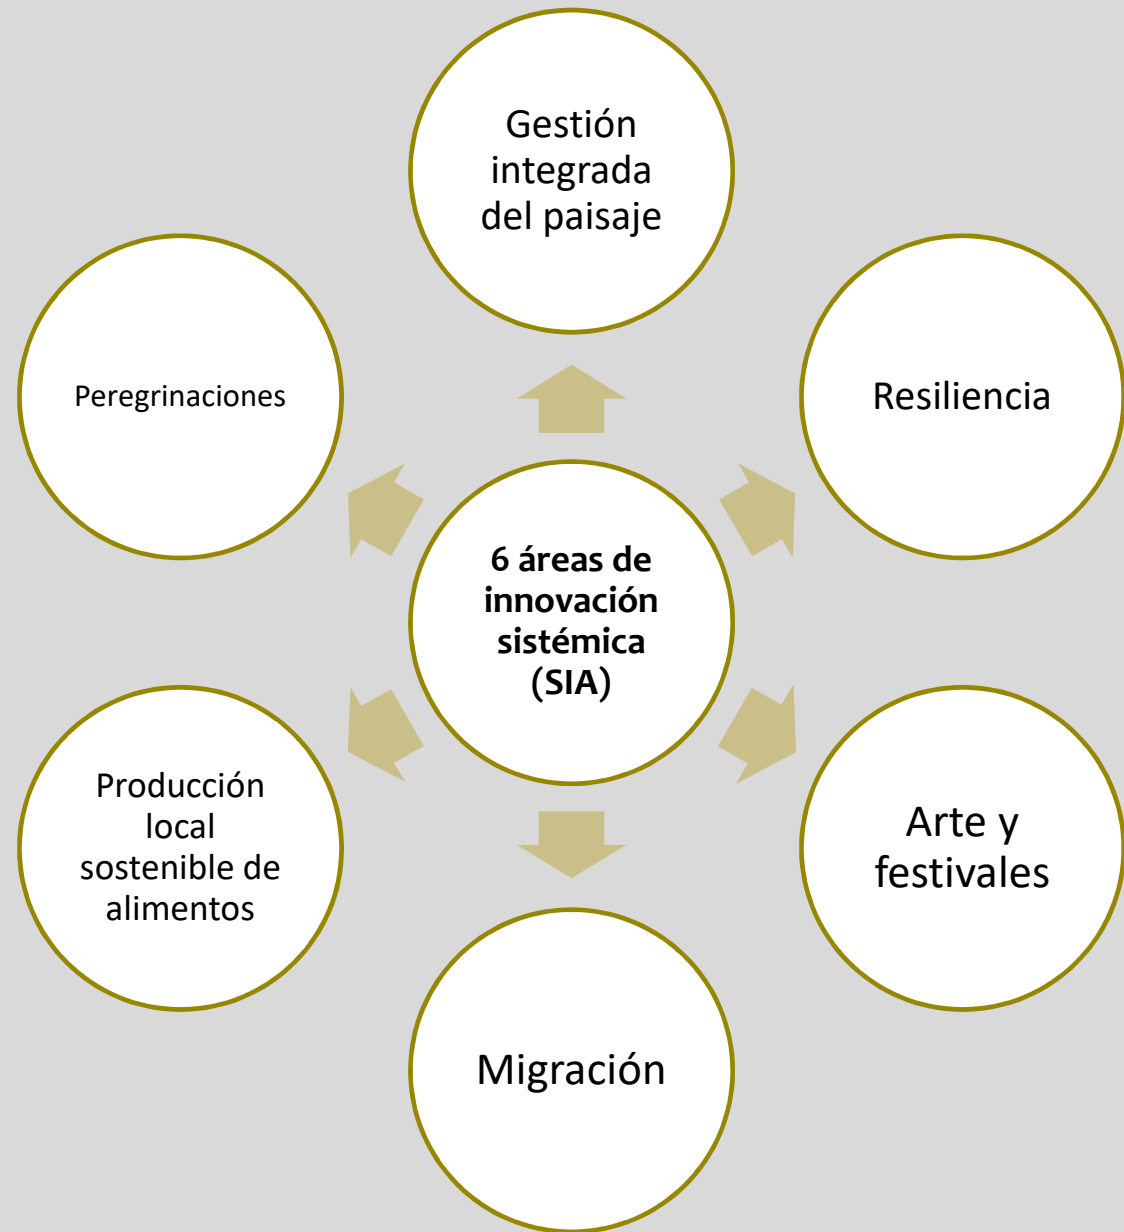 Gestión
integrada
del paisaje
Peregrinaciones
Resiliencia
6 áreas de
innovación
sistémica
(SIA)
Producción
local
sostenible de
alimentos
Arte y
festivales
Migración